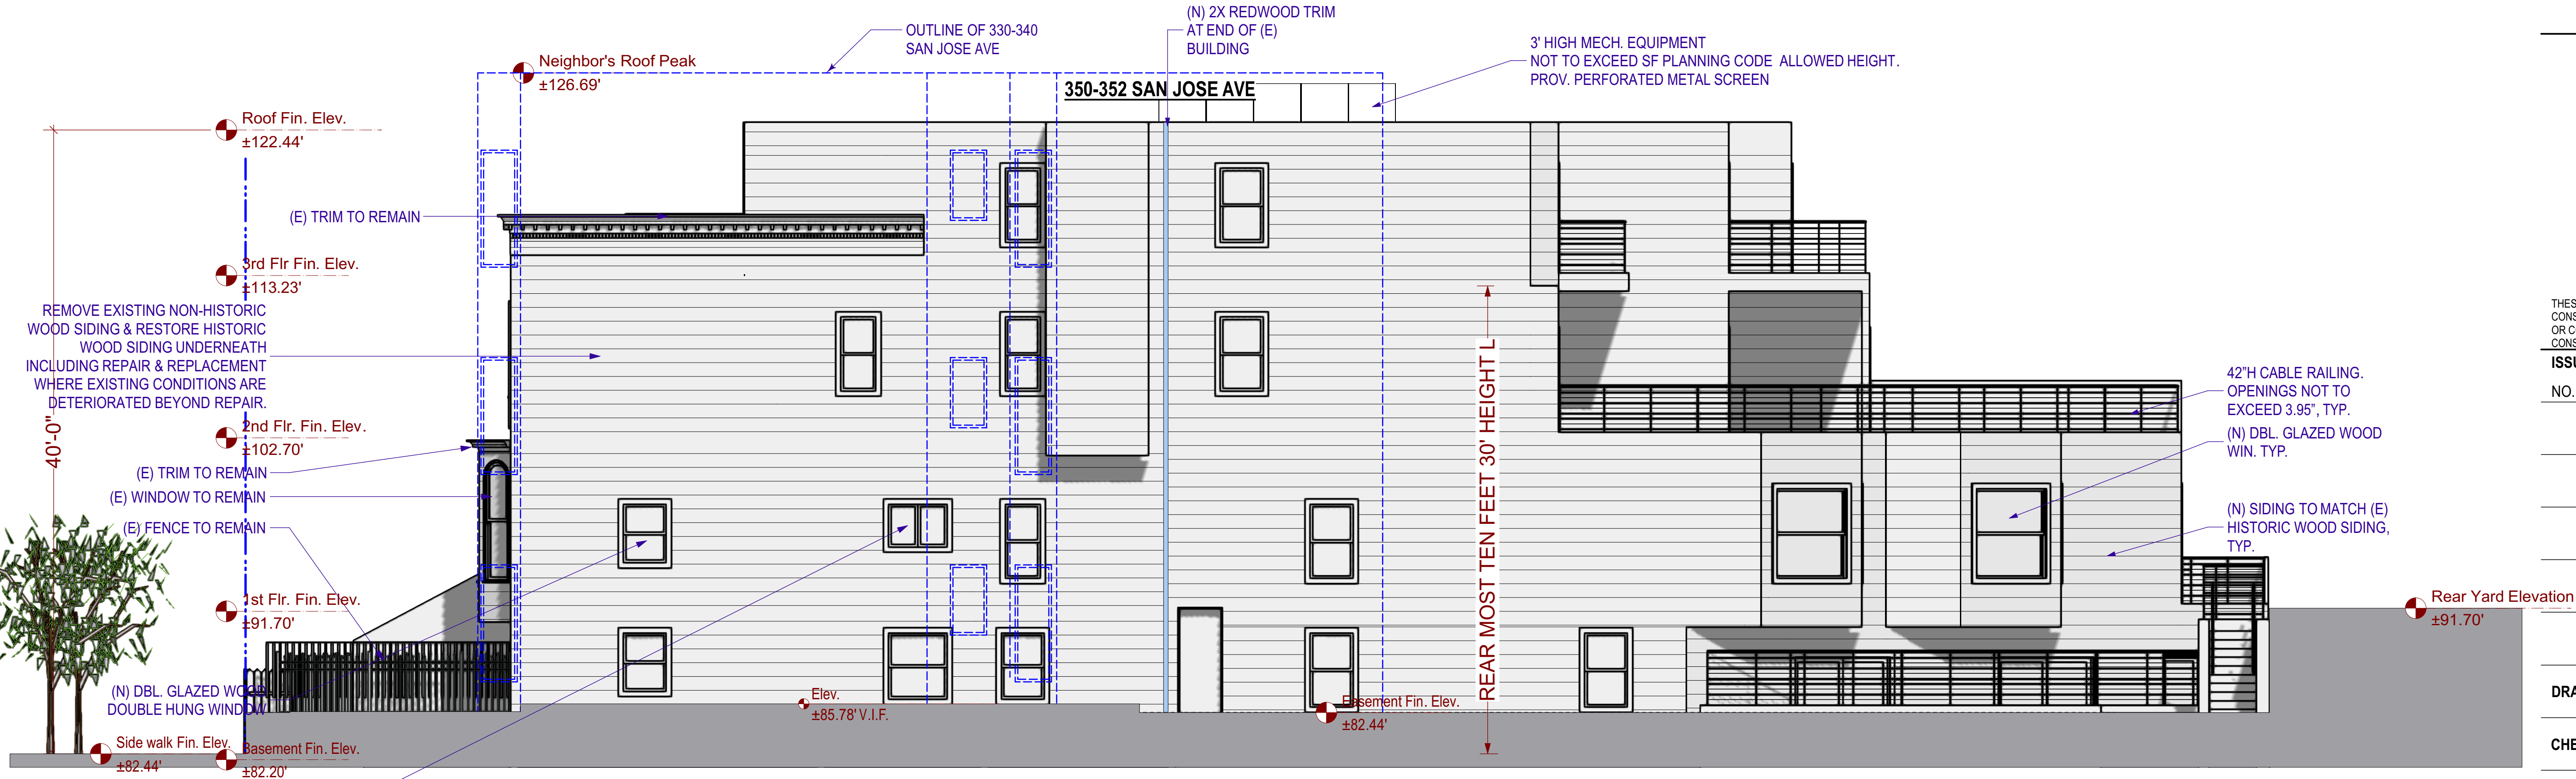 (N) 2X REDWOOD TRIM
AT END OF (E)
BUILDING
OUTLINE OF 330-340
SAN JOSE AVE
3' HIGH MECH. EQUIPMENT
NOT TO EXCEED SF PLANNING CODE ALLOWED HEIGHT.
PROV. PERFORATED METAL SCREEN
Neighbor's Roof Peak
±126.69'
350-352 SAN JOSE AVE
Roof Fin. Elev.
±122.44'
(E) TRIM TO REMAIN
3rd Flr Fin. Elev.
±113.23'
REMOVE EXISTING NON-HISTORIC
WOOD SIDING & RESTORE HISTORIC
WOOD SIDING UNDERNEATH
INCLUDING REPAIR & REPLACEMENT
WHERE EXISTING CONDITIONS ARE
DETERIORATED BEYOND REPAIR.
40'-0"
2nd Flr. Fin. Elev.
±102.70'
(E) TRIM TO REMAIN
(E) WINDOW TO REMAIN
(E) FENCE TO REMAIN
1st Flr. Fin. Elev.
±91.70'
(N) DBL. GLAZED WOOD
DOUBLE HUNG WINDOW
Side walk Fin. Elev.
±82.44'
Basement Fin. Elev.
±82.20'
Elev.
±85.78' V.I.F.
Basement Fin. Elev.
±82.44'
REAR MOST TEN FEET 30' HEIGHT L
42"H CABLE RAILING.
OPENINGS NOT TO
EXCEED 3.95", TYP.
(N) DBL. GLAZED WOOD
WIN. TYP.
(N) SIDING TO MATCH (E)
HISTORIC WOOD SIDING,
TYP.
Rear Yard Elevation
±91.70'
THES
CONS
OR C
CONS
ISSU
NO.
DRA
CHE